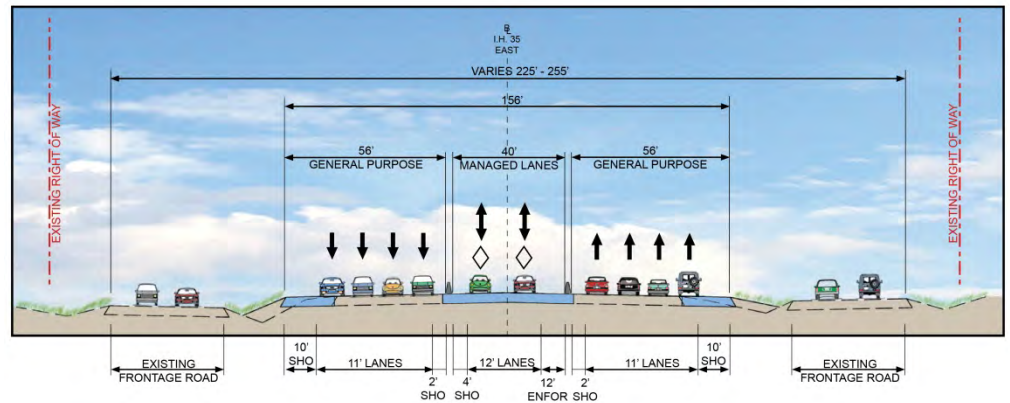 ℄
I.H. 35
EAST
VARIES 225' - 255'
156'
56'
GENERAL PURPOSE
40'
MANAGED LANES
56'
GENERAL PURPOSE
EXISTING RIGHT OF WAY
EXISTING RIGHT OF WAY
EXISTING
FRONTAGE ROAD
10'
SHO
11' LANES
2'
SHO
4'
SHO
12' LANES
12'
ENFOR
2'
SHO
11' LANES
10'
SHO
EXISTING
FRONTAGE ROAD